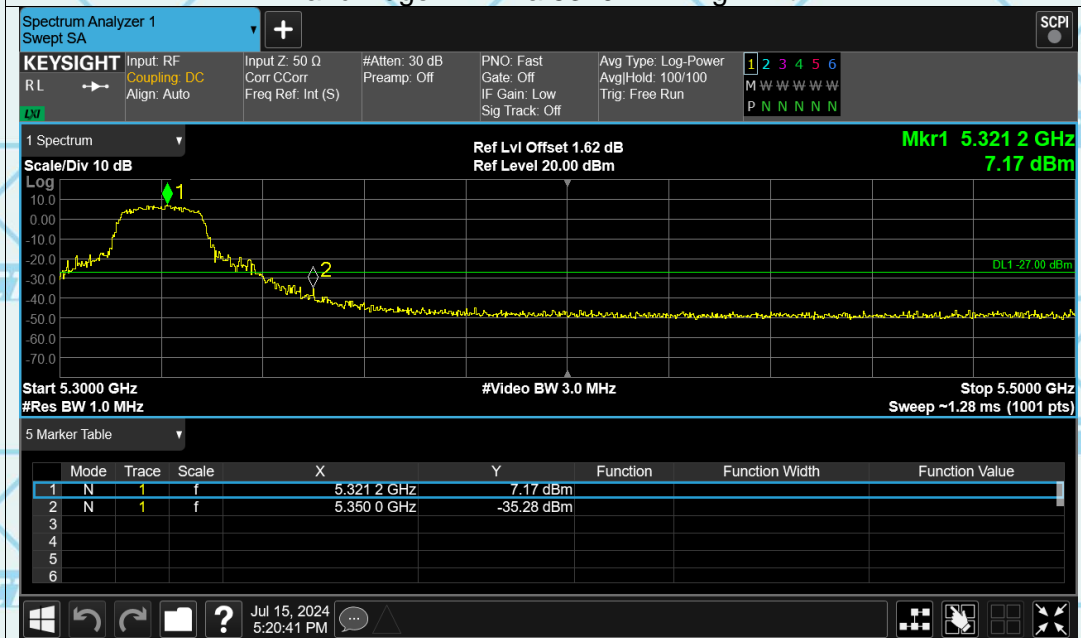 Spectrum Analyzer 1
Swept SA
+
SCPI
KEYSIGHT
R L
LXI
Input: RF
Coupling: DC
Align: Auto
Input Z: 50 Ω
Corr CCorr
Freq Ref: Int (S)
#Atten: 30 dB
Preamp: Off
PNO: Fast
Gate: Off
IF Gain: Low
Sig Track: Off
Avg Type: Log-Power
Avg|Hold: 100/100
Trig: Free Run
1 2 3 4 5 6
M W W W W W
P N N N N N
1 Spectrum
Scale/Div 10 dB
Ref Lvl Offset 1.62 dB
Ref Level 20.00 dBm
Mkr1 5.321 2 GHz
7.17 dBm
Log
10.0
0.00
-10.0
-20.0
-30.0
-40.0
-50.0
-60.0
-70.0
1
2
DL1 -27.00 dBm
Start 5.3000 GHz
#Video BW 3.0 MHz
Stop 5.5000 GHz
#Res BW 1.0 MHz
Sweep ~1.28 ms (1001 pts)
5 Marker Table
Mode Trace Scale X Y Function Function Width Function Value
1 N 1 f 5.321 2 GHz 7.17 dBm
2 N 1 f 5.350 0 GHz -35.28 dBm
3
4
5
6
?
Jul 15, 2024
5:20:41 PM